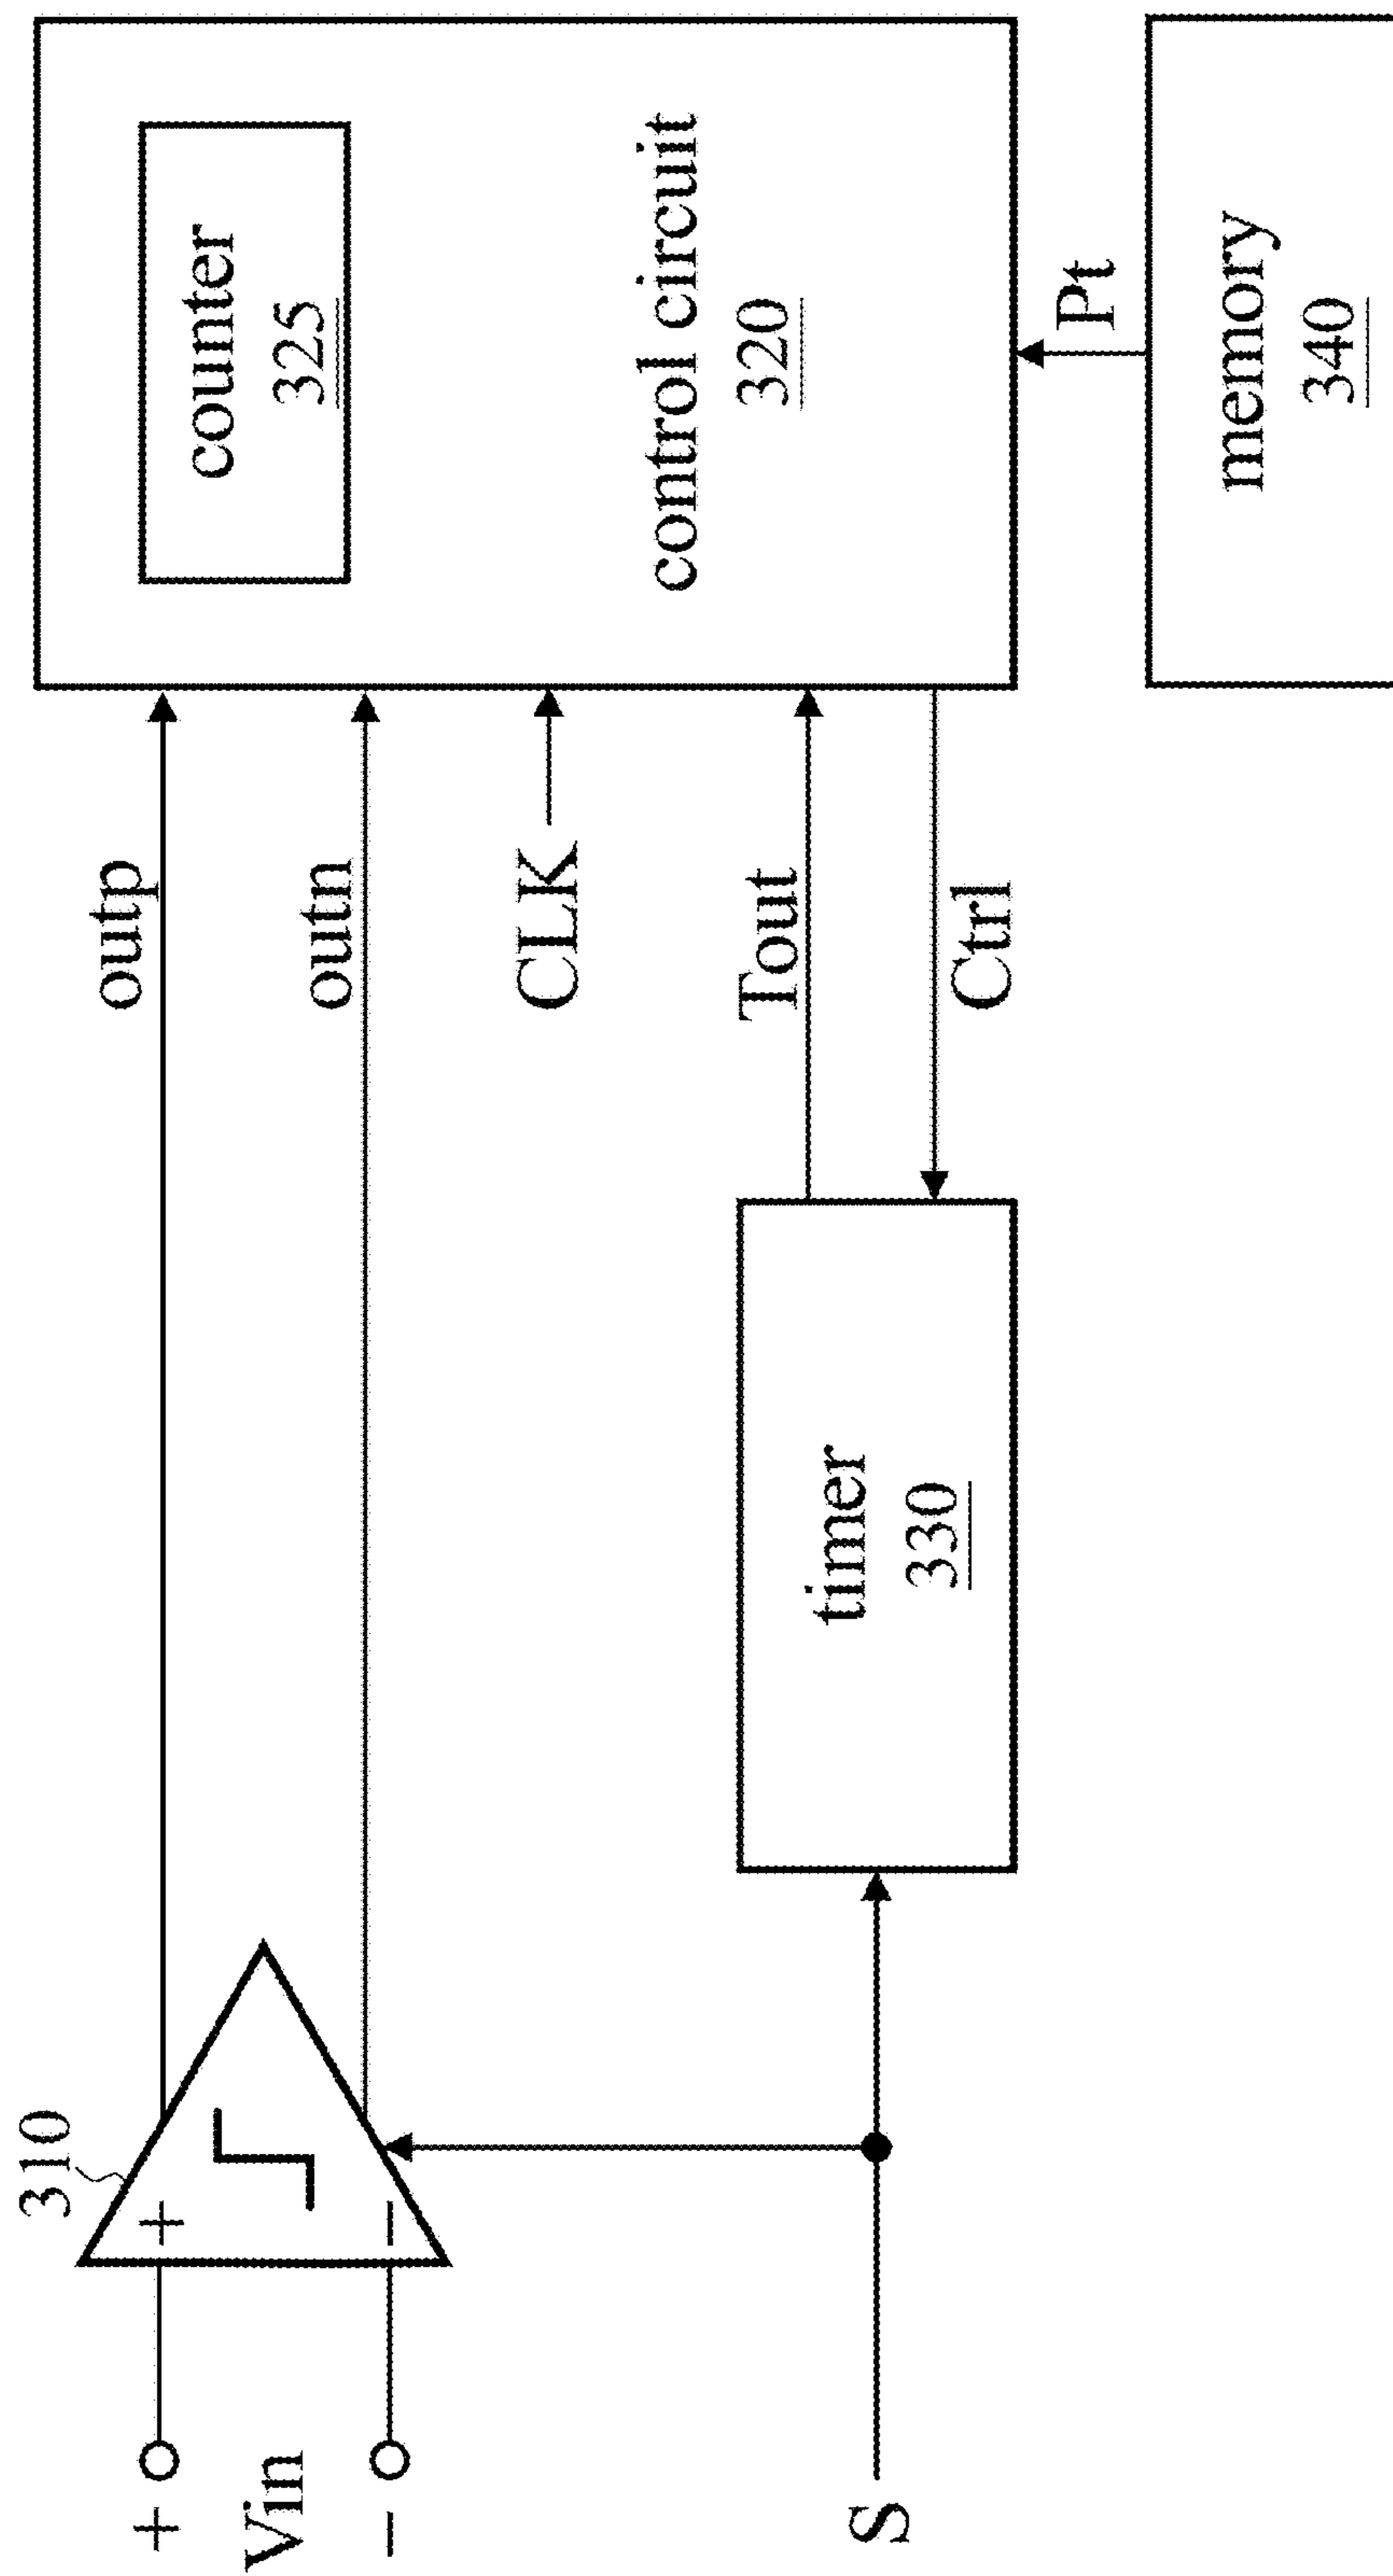 310
+
Vin
−
+
−
S
outp
outn
CLK
Tout
Ctrl
timer
330
counter
325
control circuit
320
Pt
memory
340